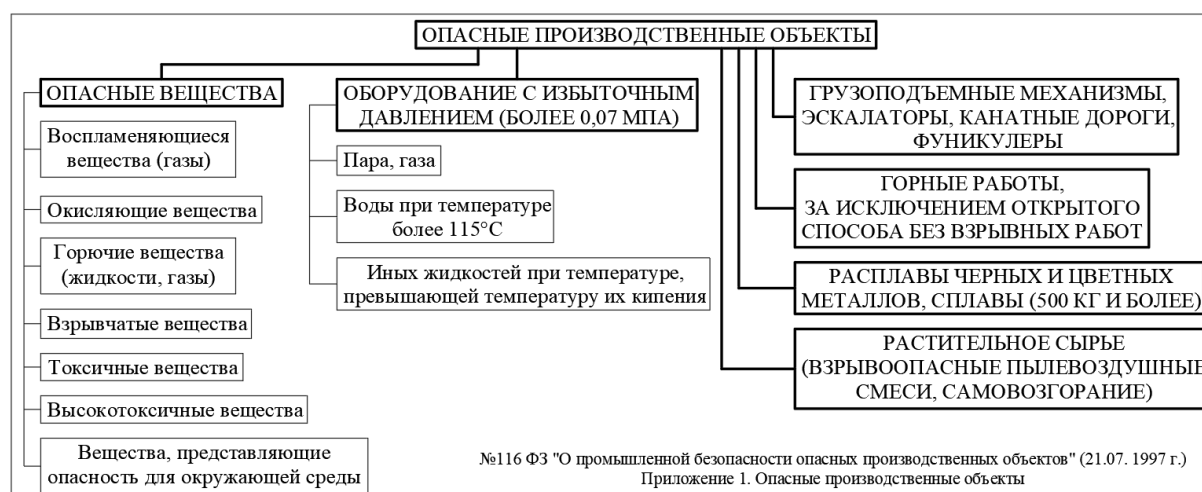 ОПАСНЫЕ ПРОИЗВОДСТВЕННЫЕ ОБЪЕКТЫ
ОПАСНЫЕ ВЕЩЕСТВА
Воспламеняющиеся
вещества (газы)
Окисляющие вещества
Горючие вещества
(жидкости, газы)
Взрывчатые вещества
Токсичные вещества
Высокотоксичные вещества
Вещества, представляющие
опасность для окружающей среды
ОБОРУДОВАНИЕ С ИЗБЫТОЧНЫМ
ДАВЛЕНИЕМ (БОЛЕЕ 0,07 МПА)
Пара, газа
Воды при температуре
более 115°С
Иных жидкостей при температуре,
превышающей температуру их кипения
ГРУЗОПОДЪЕМНЫЕ МЕХАНИЗМЫ,
ЭСКАЛАТОРЫ, КАНАТНЫЕ ДОРОГИ,
ФУНИКУЛЕРЫ
ГОРНЫЕ РАБОТЫ,
ЗА ИСКЛЮЧЕНИЕМ ОТКРЫТОГО
СПОСОБА БЕЗ ВЗРЫВНЫХ РАБОТ
РАСПЛАВЫ ЧЕРНЫХ И ЦВЕТНЫХ
МЕТАЛЛОВ, СПЛАВЫ (500 КГ И БОЛЕЕ)
РАСТИТЕЛЬНОЕ СЫРЬЕ
(ВЗРЫВООПАСНЫЕ ПЫЛЕВОЗДУШНЫЕ
СМЕСИ, САМОВОЗГОРАНИЕ)
№116 ФЗ "О промышленной безопасности опасных производственных объектов" (21.07. 1997 г.)
Приложение 1. Опасные производственные объекты